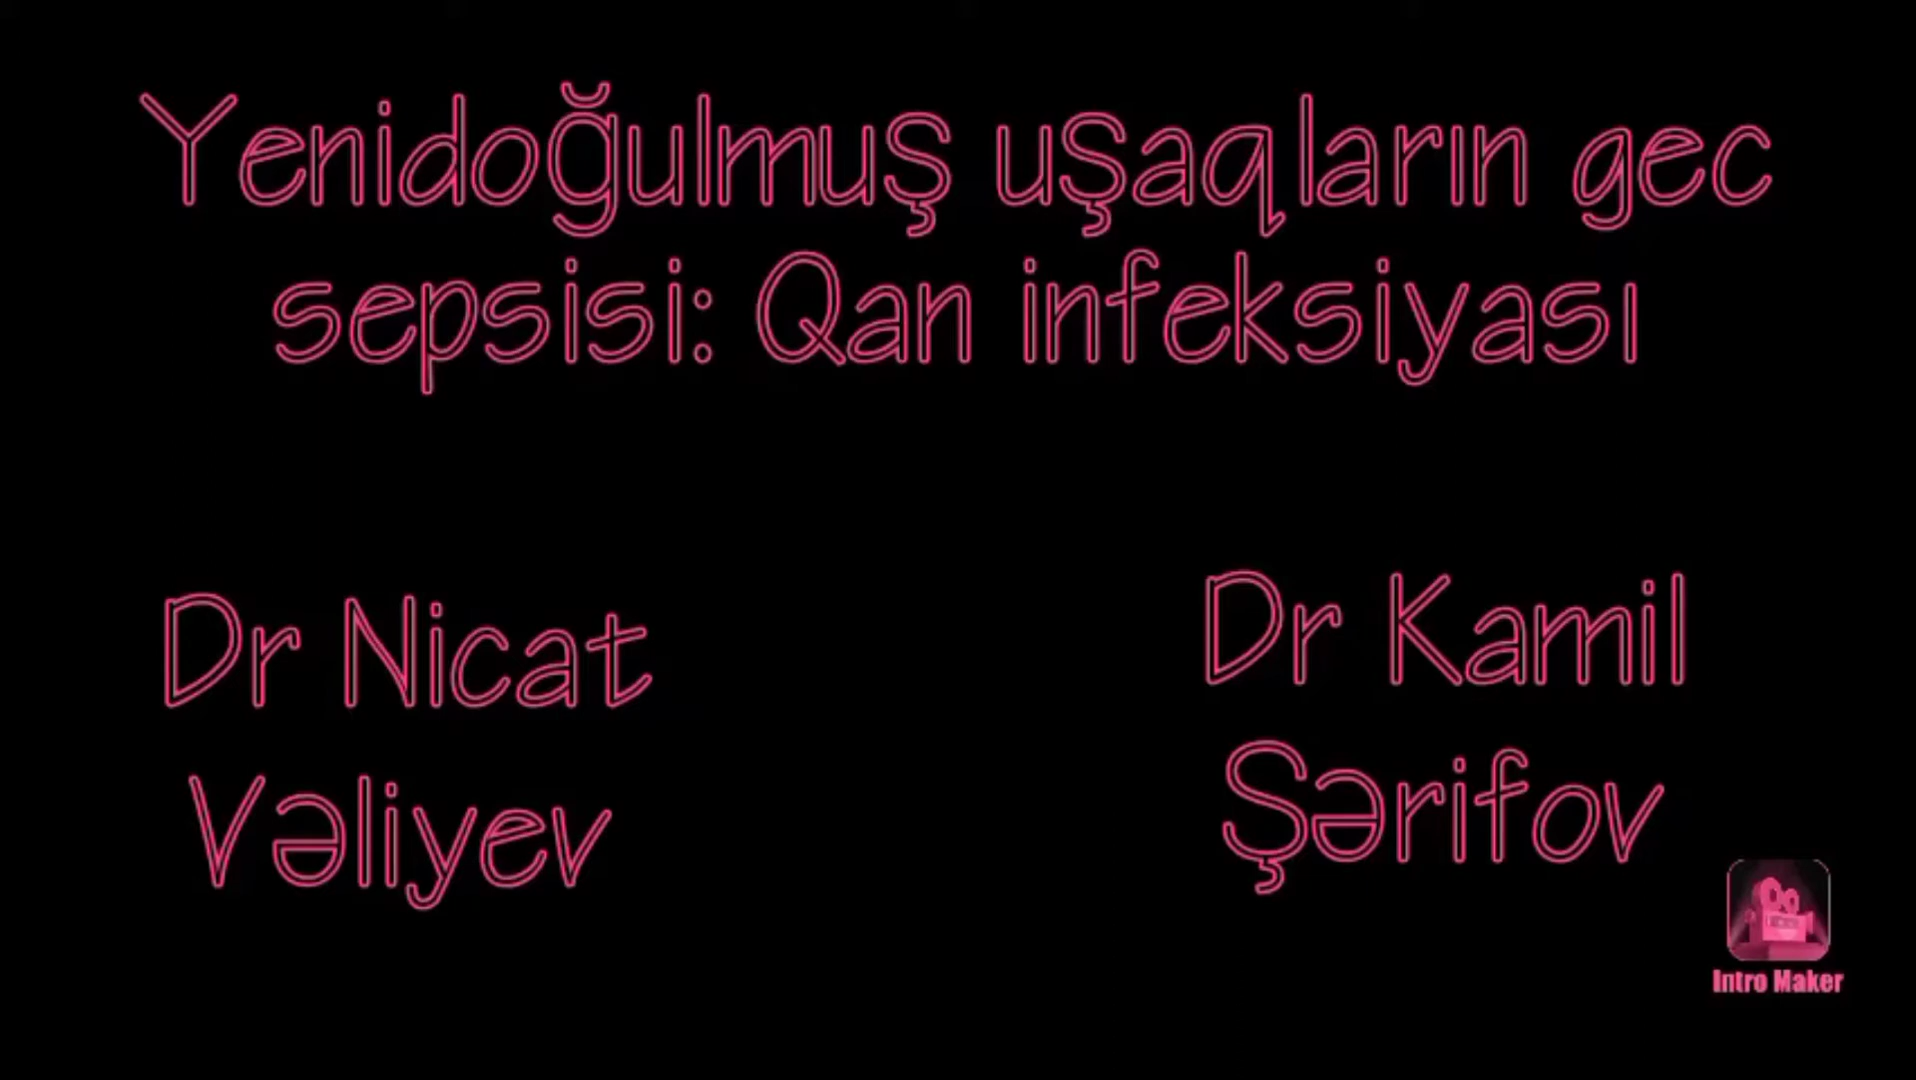 Yenidoğulmuş uşaqların gec
sepsisi: Qan infeksiyası
Dr Nicat
Vəliyev
Dr Kamil
Şərifov
Intro Maker